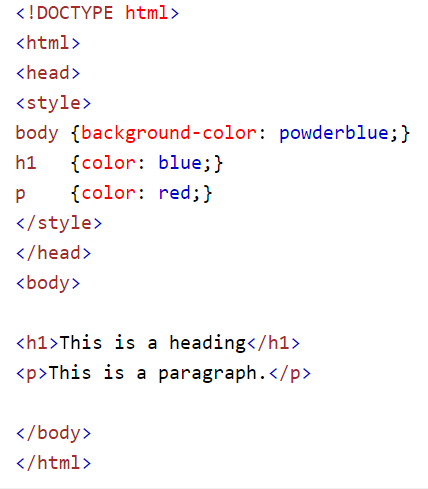 <!DOCTYPE html>
<html>
<head>
<style>
body {background-color: powderblue;}
h1   {color: blue;}
p    {color: red;}
</style>
</head>
<body>

<h1>This is a heading</h1>
<p>This is a paragraph.</p>

</body>
</html>